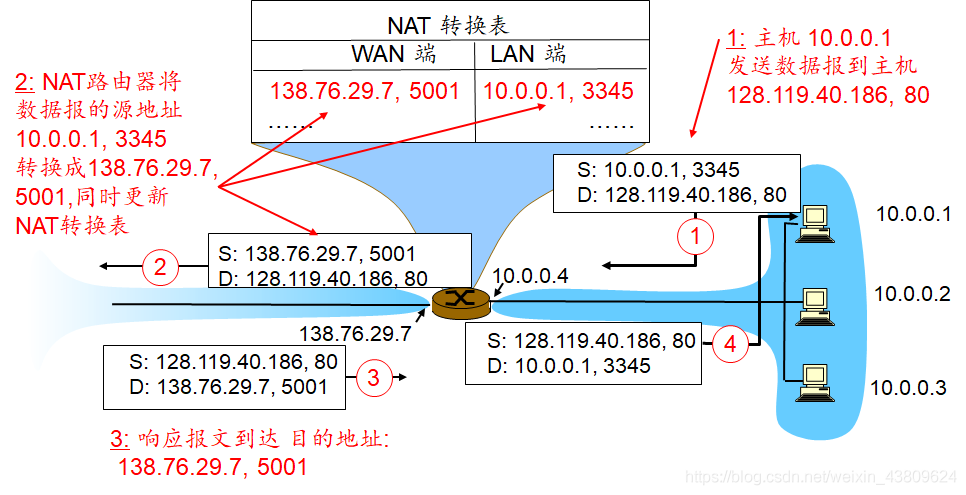 NAT 转换表
WAN 端 LAN 端
138.76.29.7, 5001 10.0.0.1, 3345
…… ……
1: 主机 10.0.0.1
发送数据报到主机
128.119.40.186, 80
2: NAT路由器将
数据报的源地址
10.0.0.1, 3345
转换成138.76.29.7,
5001,同时更新
NAT转换表
S: 10.0.0.1, 3345
D: 128.119.40.186, 80
1
10.0.0.1
S: 138.76.29.7, 5001
D: 128.119.40.186, 80
2
10.0.0.4
10.0.0.2
138.76.29.7
S: 128.119.40.186, 80
D: 10.0.0.1, 3345
4
S: 128.119.40.186, 80
D: 138.76.29.7, 5001
3
10.0.0.3
3: 响应报文到达 目的地址:
138.76.29.7, 5001
https://blog.csdn.net/weixin_43809624